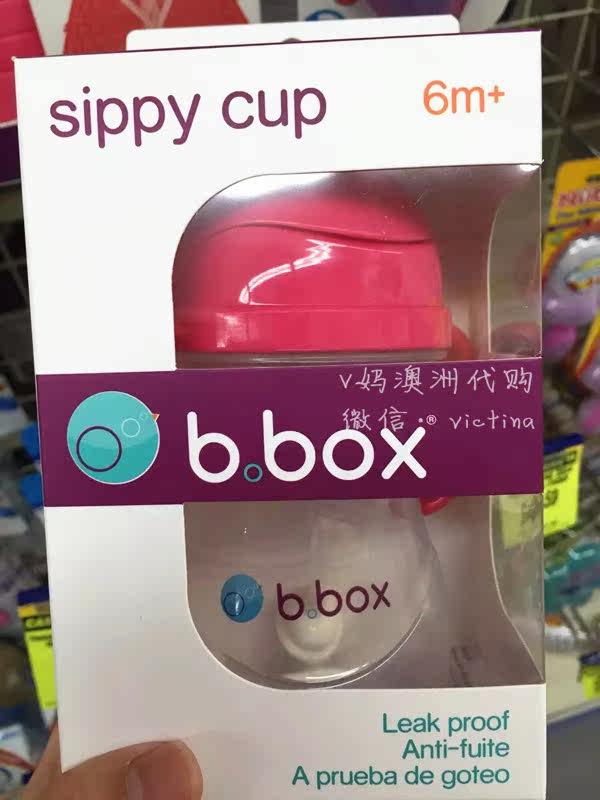 sippy cup
6m+
V妈澳洲代购
微信:® victina
b.box
b.box
Leak proof
Anti-fuite
A prueba de goteo